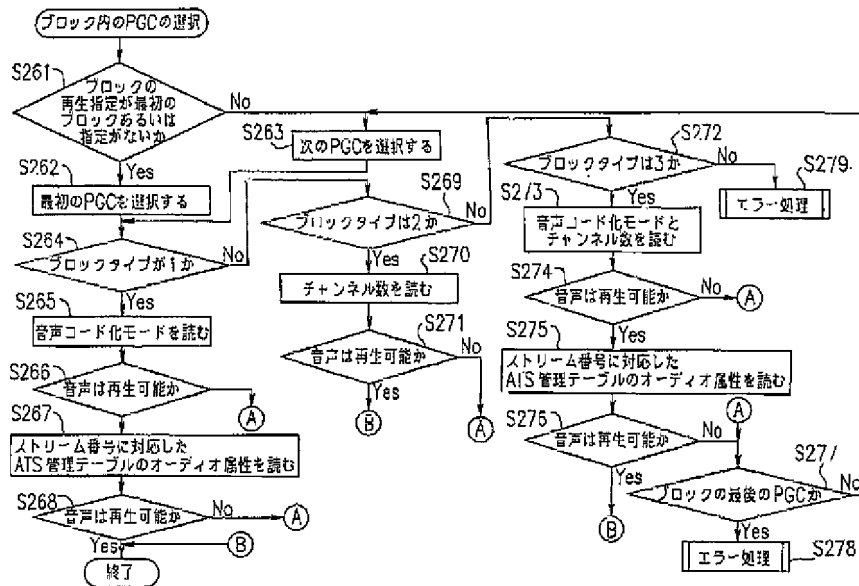 ブロック内のPGCの選択
S261
ブロックの
再生指定が最初の
ブロックあるいは
指定がないか
No
Yes
S262
最初のPGCを選択する
S263
次のPGCを選択する
S264
ブロックタイプが1か
No
Yes
S265
音声コード化モードを読む
S266
音声は再生可能か
A
S267
ストリーム番号に対応した
ATS管理テーブルのオーディオ属性を読む
S268
音声は再生可能か
No
A
Yes
B
終了
S269
ブロックタイプは2か
No
Yes
S270
チャンネル数を読む
S271
音声は再生可能か
No
Yes
B
A
S272
ブロックタイプは3か
No
Yes
S279
エラー処理
S273
音声コード化モードと
チャンネル数を読む
S274
音声は再生可能か
No
A
Yes
S275
ストリーム番号に対応した
ATS管理テーブルのオーディオ属性を読む
S275
音声は再生可能か
No
A
Yes
B
S277
ブロックの最後のPGCか
No
Yes
S278
エラー処理